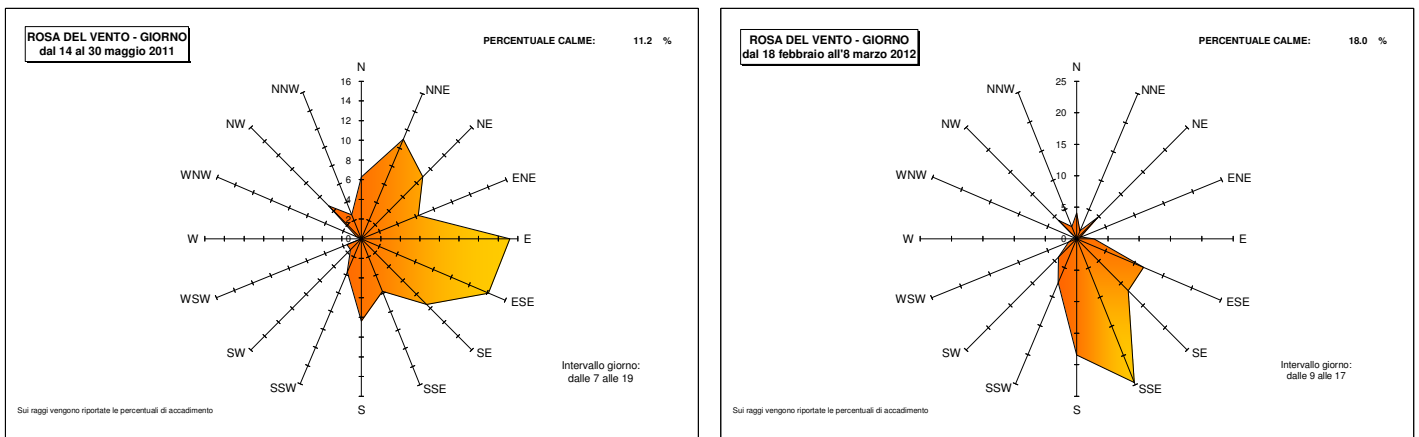 ROSA DEL VENTO - GIORNO
dal 14 al 30 maggio 2011
PERCENTUALE CALME: 11.2 %
N
NNE
NE
ENE
E
ESE
SE
SSE
S
SSW
SW
WSW
W
WNW
NW
NNW
16
14
12
10
8
6
4
2
0
Intervallo giorno:
dalle 7 alle 19
Sui raggi vengono riportate le percentuali di accadimento
ROSA DEL VENTO - GIORNO
dal 18 febbraio all'8 marzo 2012
PERCENTUALE CALME: 18.0 %
N
NNE
NE
ENE
E
ESE
SE
SSE
S
SSW
SW
WSW
W
WNW
NW
NNW
25
20
15
10
5
0
Intervallo giorno:
dalle 9 alle 17
Sui raggi vengono riportate le percentuali di accadimento